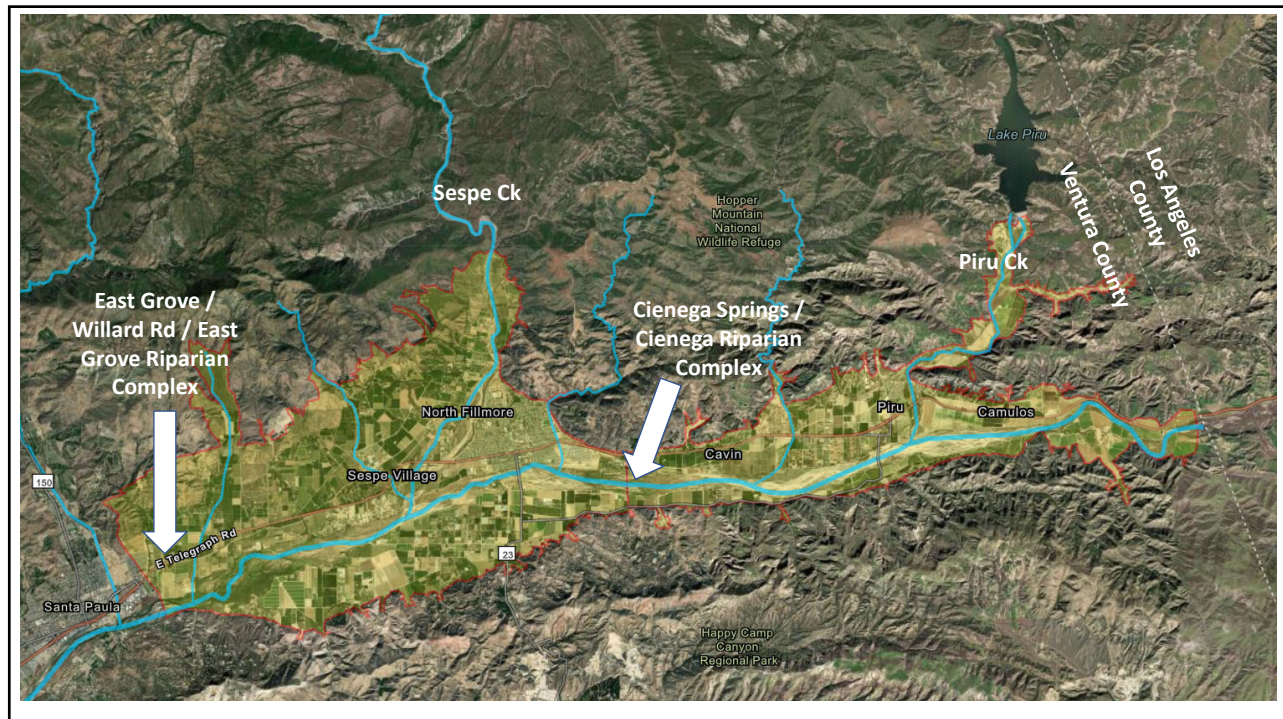 Lake Piru
Los Angeles
County
Ventura County
Sespe Ck
Hopper
Mountain
National
Wildlife Refuge
Piru Ck
East Grove /
Willard Rd / East
Grove Riparian
Complex
Cienega Springs /
Cienega Riparian
Complex
North Fillmore
Piru
Camulos
Cavin
Sespe Village
150
E Telegraph Rd
23
Santa Paula
Happy Camp
Canyon
Regional Park